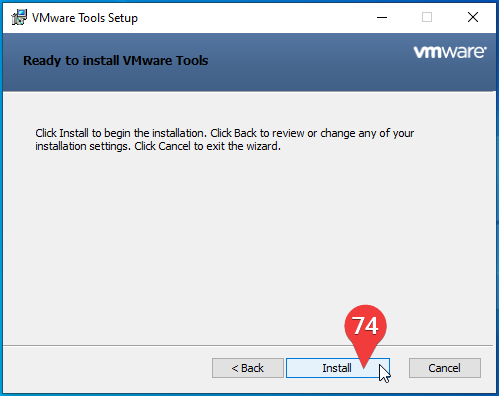 VMware Tools Setup
Ready to install VMware Tools
vmware®
Click Install to begin the installation. Click Back to review or change any of your
installation settings. Click Cancel to exit the wizard.
74
< Back
Install
Cancel